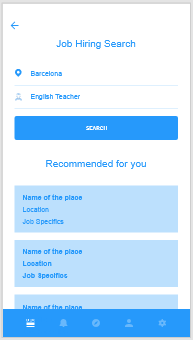 Job Hiring Search
Barcelona
English Teacher
SEARCH
Recommended for you
Name of the place
Location
Job Specifics
Name of the place
Location
Job Specifics
Name of the place